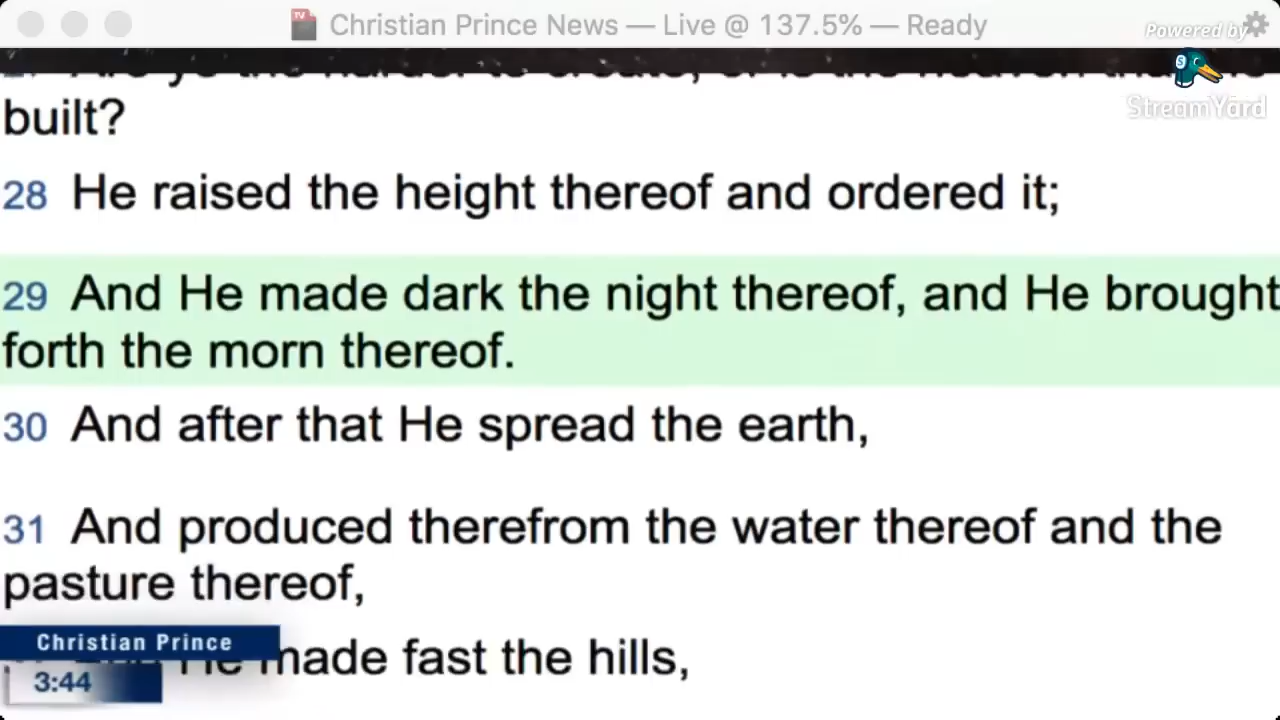 Christian Prince News — Live @ 137.5% — Ready
Powered by
StreamYard
built?
28 He raised the height thereof and ordered it;
29 And He made dark the night thereof, and He brought
forth the morn thereof.
30 And after that He spread the earth,
31 And produced therefrom the water thereof and the
pasture thereof,
He made fast the hills,
Christian Prince
3:44